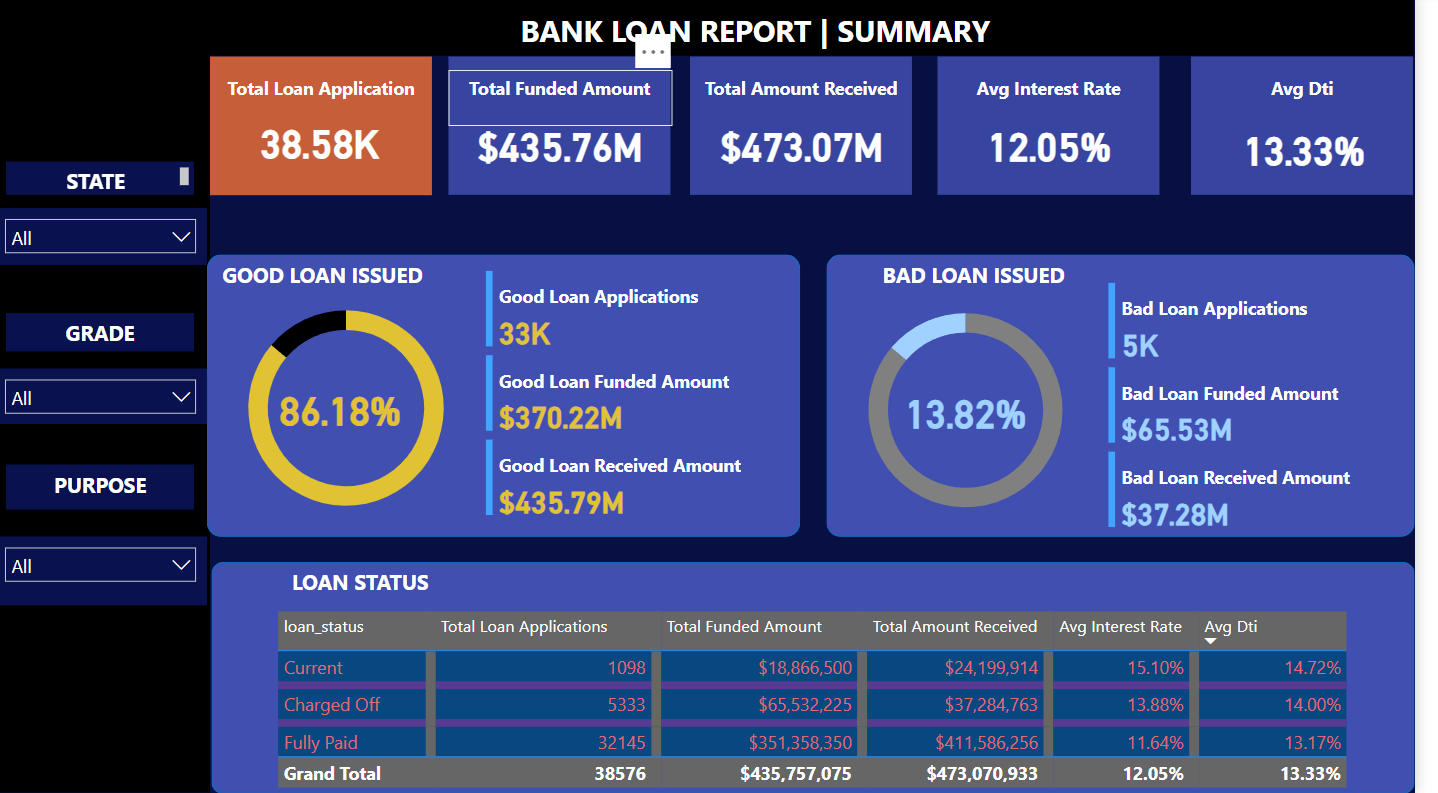 BANK LOAN REPORT | SUMMARY
Total Loan Application
38.58K
Total Funded Amount
$435.76M
Total Amount Received
$473.07M
Avg Interest Rate
12.05%
Avg Dti
13.33%
STATE
All
GRADE
All
PURPOSE
All
GOOD LOAN ISSUED
86.18%
Good Loan Applications
33K
Good Loan Funded Amount
$370.22M
Good Loan Received Amount
$435.79M
BAD LOAN ISSUED
13.82%
Bad Loan Applications
5K
Bad Loan Funded Amount
$65.53M
Bad Loan Received Amount
$37.28M
LOAN STATUS
loan_status Total Loan Applications Total Funded Amount Total Amount Received Avg Interest Rate Avg Dti
Current 1098 $18,866,500 $24,199,914 15.10% 14.72%
Charged Off 5333 $65,532,225 $37,284,763 13.88% 14.00%
Fully Paid 32145 $351,358,350 $411,586,256 11.64% 13.17%
Grand Total 38576 $435,757,075 $473,070,933 12.05% 13.33%